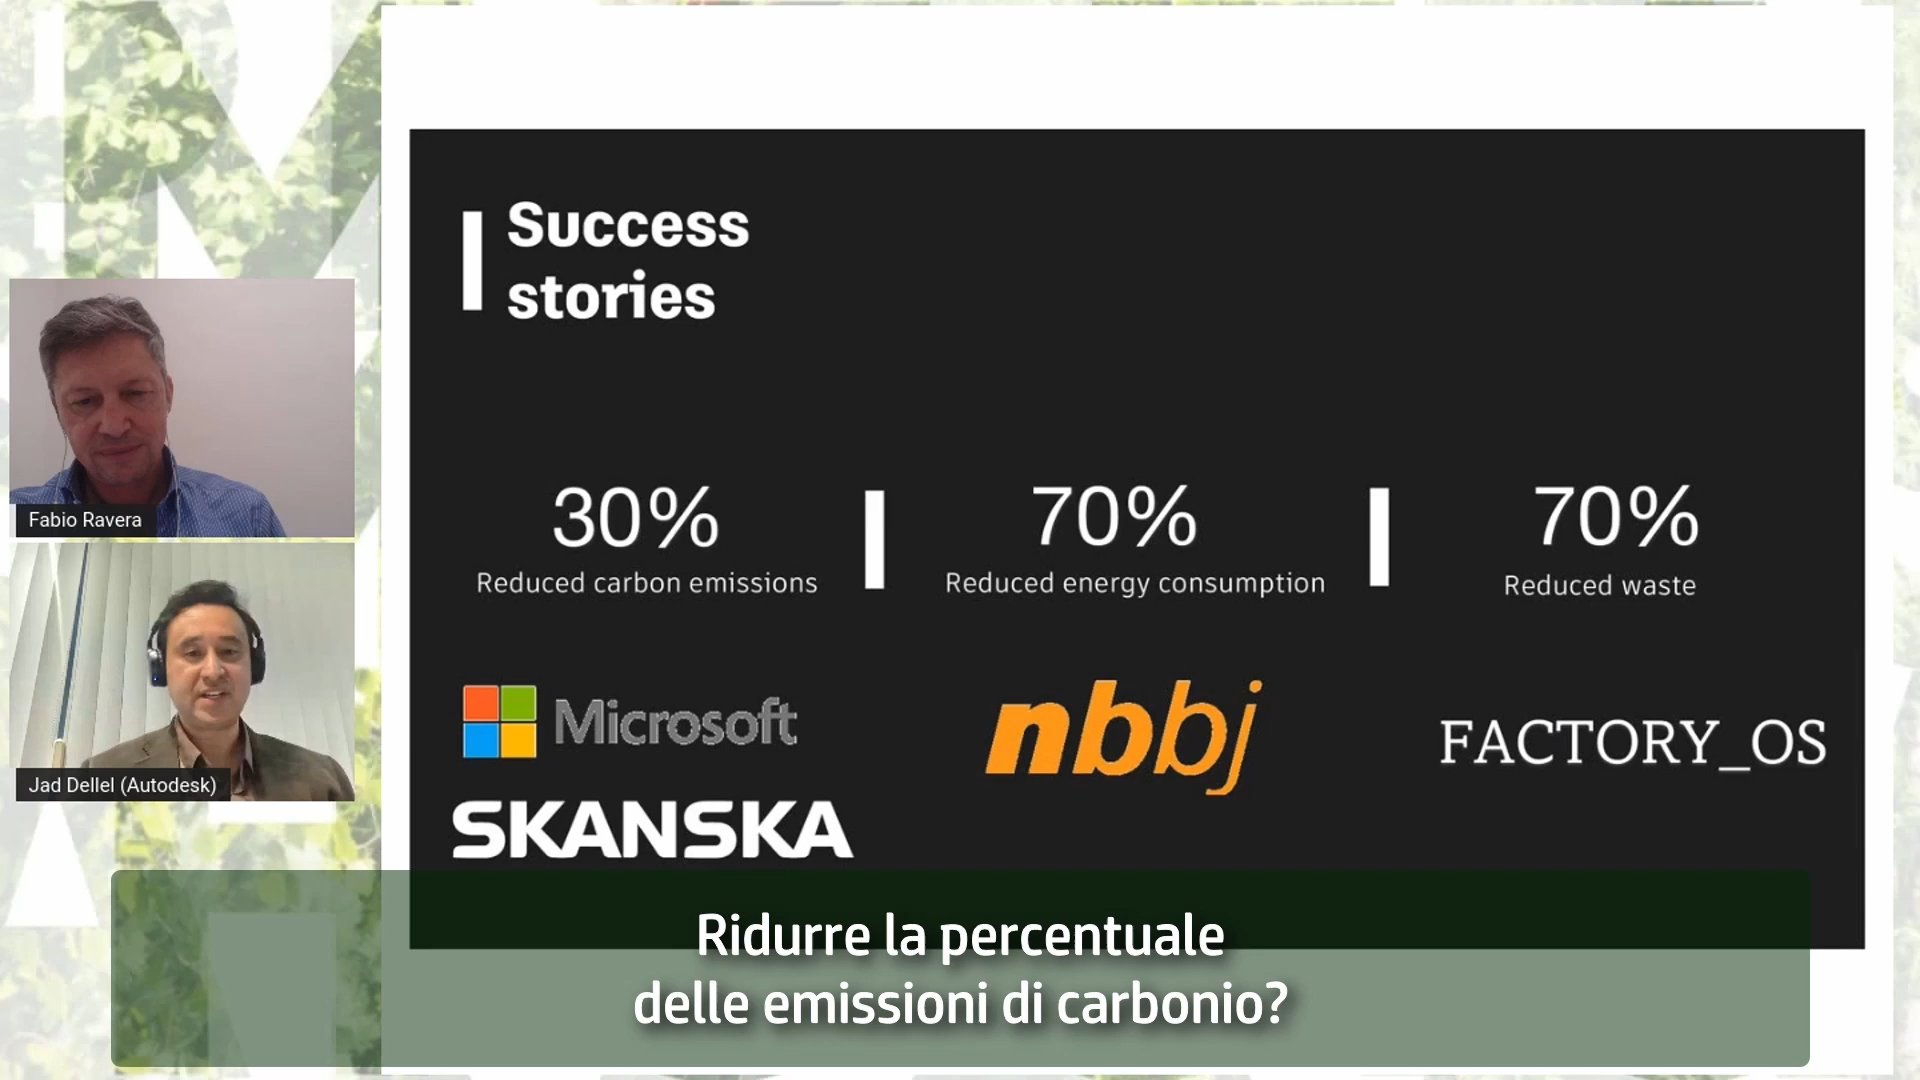 Success
stories
30%
Reduced carbon emissions
70%
Reduced energy consumption
70%
Reduced waste
Microsoft
SKANSKA
nbbj
FACTORY_OS
Fabio Ravera
Jad Dellel (Autodesk)
Ridurre la percentuale
delle emissioni di carbonio?